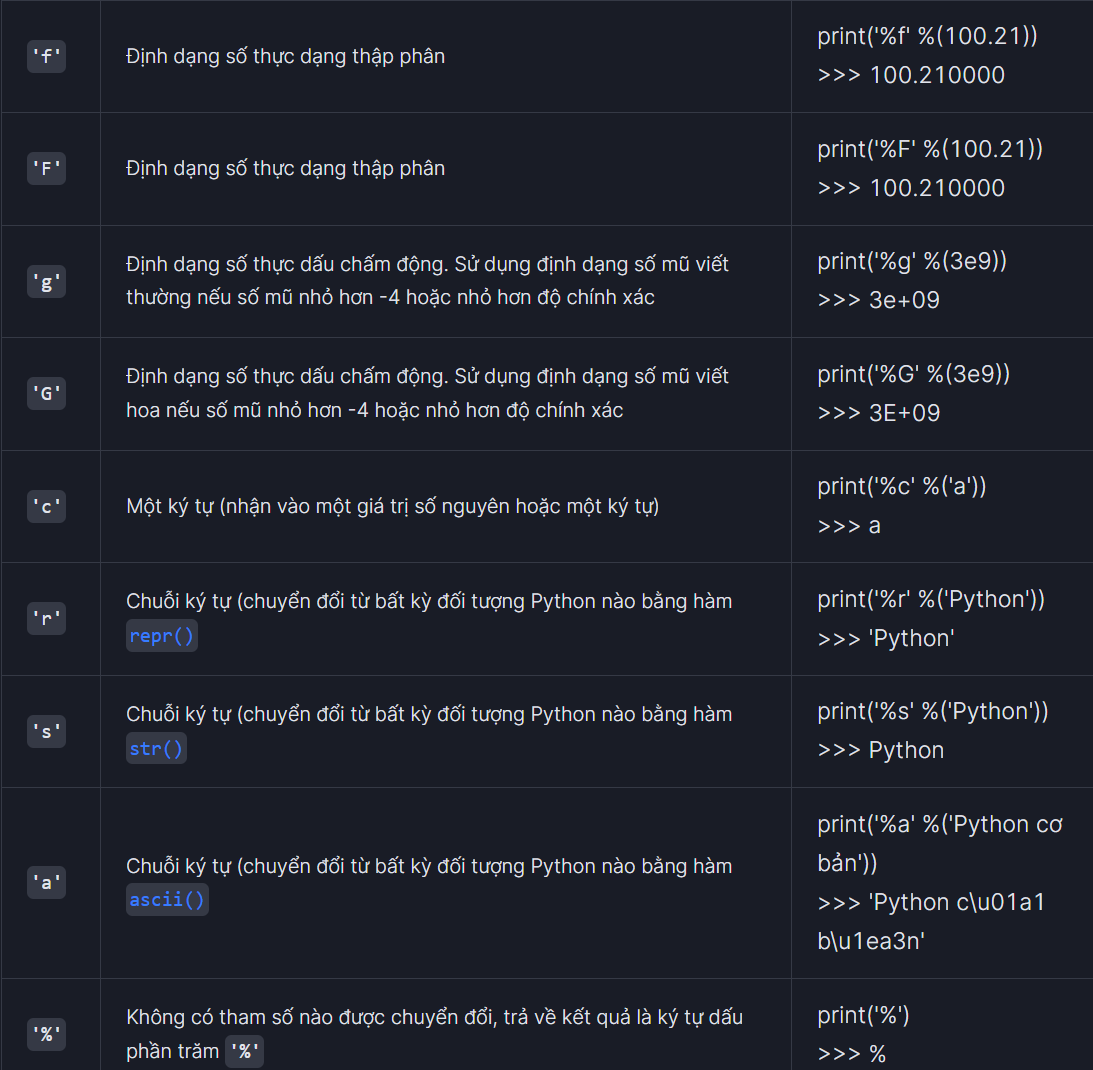 'f'
Định dạng số thực dạng thập phân
print('%f' %(100.21))
>>> 100.210000
'F'
Định dạng số thực dạng thập phân
print('%F' %(100.21))
>>> 100.210000
'g'
Định dạng số thực dấu chấm động. Sử dụng định dạng số mũ viết
thường nếu số mũ nhỏ hơn -4 hoặc nhỏ hơn độ chính xác
print('%g' %(3e9))
>>> 3e+09
'G'
Định dạng số thực dấu chấm động. Sử dụng định dạng số mũ viết
hoa nếu số mũ nhỏ hơn -4 hoặc nhỏ hơn độ chính xác
print('%G' %(3e9))
>>> 3E+09
'c'
Một ký tự (nhận vào một giá trị số nguyên hoặc một ký tự)
print('%c' %('a'))
>>> a
'r'
Chuỗi ký tự (chuyển đổi từ bất kỳ đối tượng Python nào bằng hàm
repr()
print('%r' %('Python'))
>>> 'Python'
's'
Chuỗi ký tự (chuyển đổi từ bất kỳ đối tượng Python nào bằng hàm
str()
print('%s' %('Python'))
>>> Python
'a'
Chuỗi ký tự (chuyển đổi từ bất kỳ đối tượng Python nào bằng hàm
ascii()
print('%a' %('Python cơ
bản'))
>>> 'Python c\u01a1
b\u1ea3n'
'%'
Không có tham số nào được chuyển đổi, trả về kết quả là ký tự dấu
phần trăm '%'
print('%')
>>> %